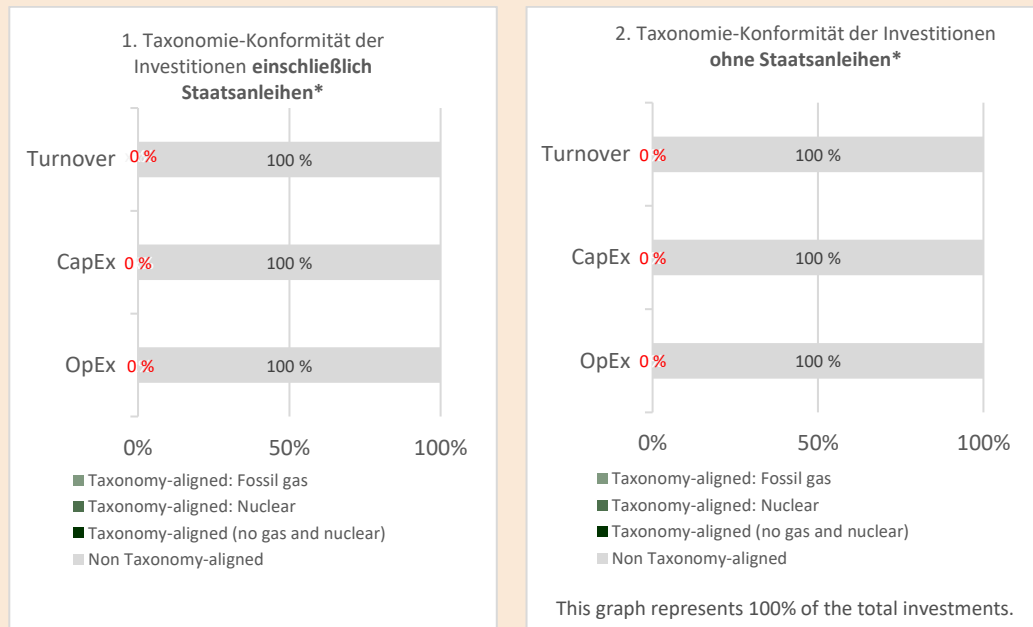 1. Taxonomie-Konformität der
Investitionen einschließlich
Staatsanleihen*
Turnover 0 % 100 %
CapEx 0 % 100 %
OpEx 0 % 100 %
0% 50% 100%
Taxonomy-aligned: Fossil gas
Taxonomy-aligned: Nuclear
Taxonomy-aligned (no gas and nuclear)
Non Taxonomy-aligned
2. Taxonomie-Konformität der Investitionen
ohne Staatsanleihen*
Turnover 0 % 100 %
CapEx 0 % 100 %
OpEx 0 % 100 %
0% 50% 100%
Taxonomy-aligned: Fossil gas
Taxonomy-aligned: Nuclear
Taxonomy-aligned (no gas and nuclear)
Non Taxonomy-aligned
This graph represents 100% of the total investments.